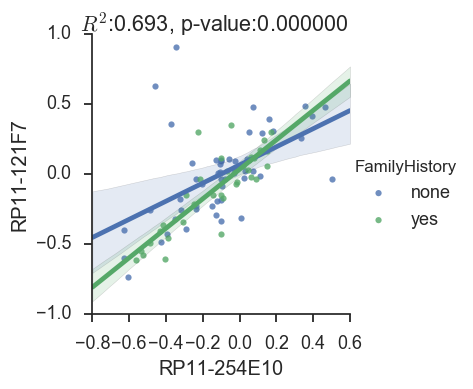 R²:0.693, p-value:0.000000
1.0
0.5
0.0
−0.5
−1.0
RP11-121F7
FamilyHistory
none
yes
−0.8 −0.6 −0.4 −0.2 0.0 0.2 0.4 0.6
RP11-254E10